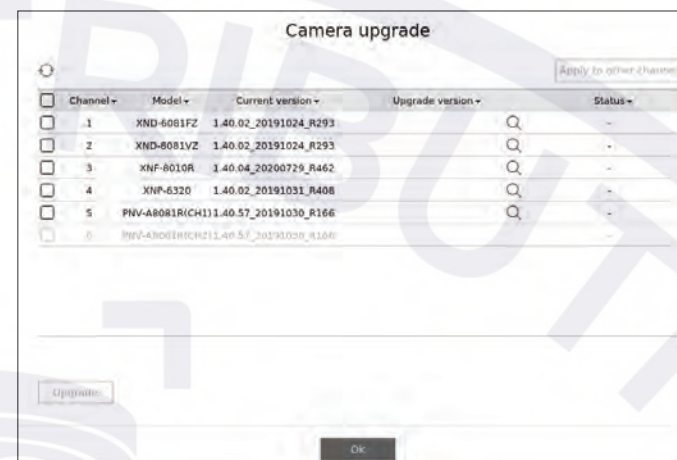 Camera upgrade
Apply to other channel
Channel Model Current version Upgrade version Status
1 XND-6081FZ 1.40.02_20191024_R293 -
2 XND-6081VZ 1.40.02_20191024_R293 -
3 XNF-8010R 1.40.04_20200729_R462 -
4 XNP-6320 1.40.02_20191031_R408 -
5 PNV-A8081R(CH1) 1.40.57_20191030_R166 -
6 PNV-A8081R(CH2) 1.40.57_20191030_R166 -
Upgrade
Ok
TRIBUT